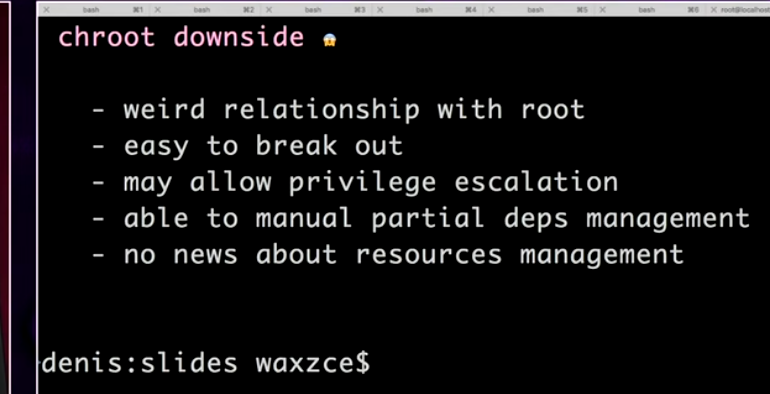 bash ⌘1 bash ⌘2 bash ⌘3 bash ⌘4 bash ⌘5 bash ⌘6 root@localhost
chroot downside 😱
- weird relationship with root
- easy to break out
- may allow privilege escalation
- able to manual partial deps management
- no news about resources management
denis:slides waxzce$